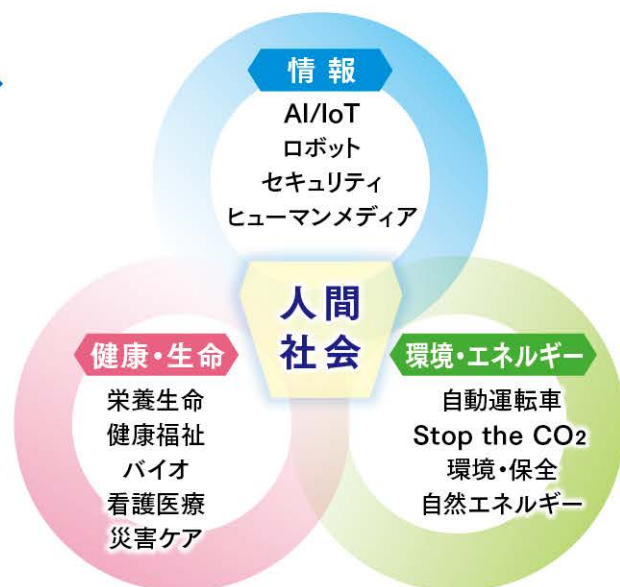 情報
AI/IoT
ロボット
セキュリティ
ヒューマンメディア
人間
社会
健康・生命
栄養生命
健康福祉
バイオ
看護医療
災害ケア
環境・エネルギー
自動運転車
Stop the CO2
環境・保全
自然エネルギー